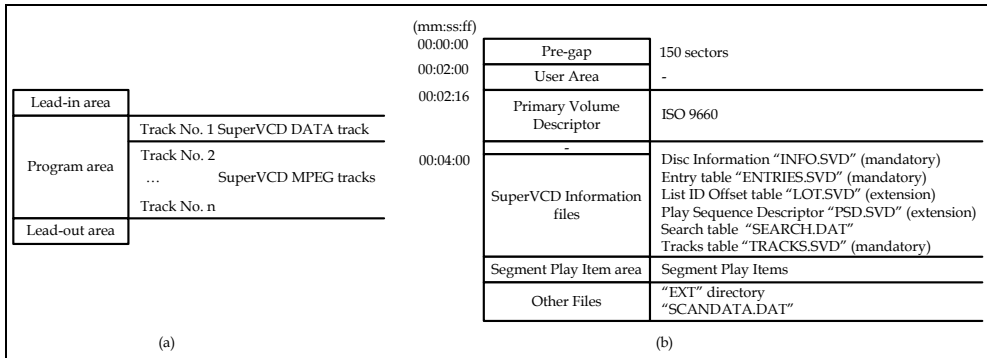 Lead-in area
Program area
Track No. 1 SuperVCD DATA track
Track No. 2
… SuperVCD MPEG tracks
Track No. n
Lead-out area
(a)
(mm:ss:ff)
00:00:00 Pre-gap 150 sectors
00:02:00 User Area -
00:02:16 Primary Volume Descriptor ISO 9660
-
00:04:00
SuperVCD Information files
Disc Information “INFO.SVD” (mandatory)
Entry table “ENTRIES.SVD” (mandatory)
List ID Offset table “LOT.SVD” (extension)
Play Sequence Descriptor “PSD.SVD” (extension)
Search table “SEARCH.DAT”
Tracks table “TRACKS.SVD” (mandatory)
Segment Play Item area Segment Play Items
Other Files
“EXT” directory
“SCANDATA.DAT”
(b)